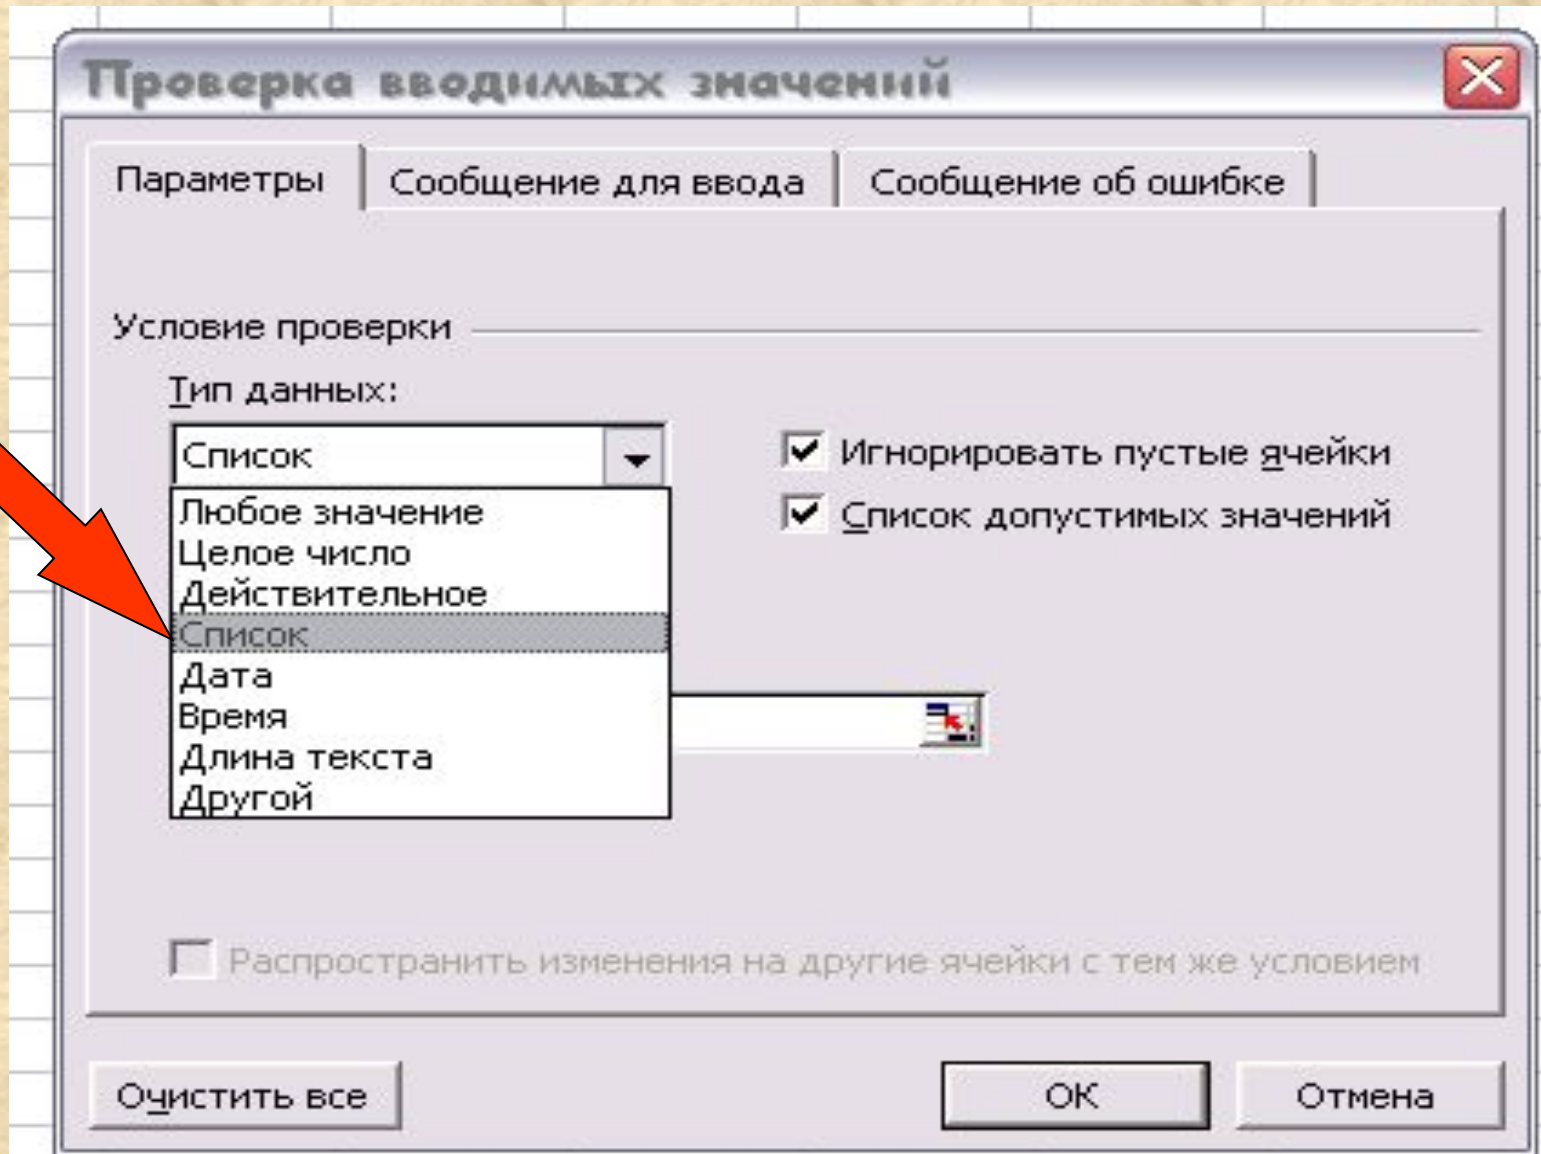 Проверка вводимых значений
Параметры
Сообщение для ввода
Сообщение об ошибке
Условие проверки
Тип данных:
Список
Игнорировать пустые ячейки
Список допустимых значений
Любое значение
Целое число
Действительное
Список
Дата
Время
Длина текста
Другой
Распространить изменения на другие ячейки с тем же условием
Очистить все
ОК
Отмена